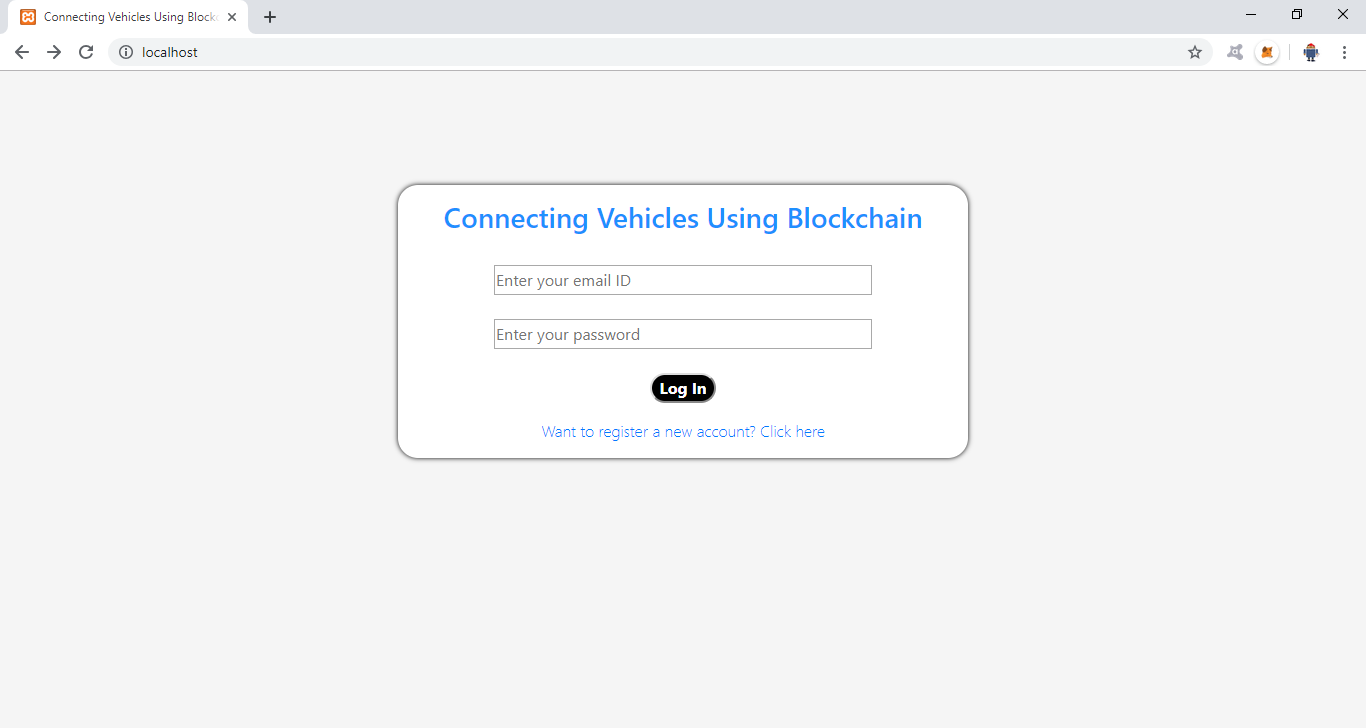 Connecting Vehicles Using Block
localhost
Connecting Vehicles Using Blockchain
Enter your email ID
Enter your password
Log In
Want to register a new account? Click here